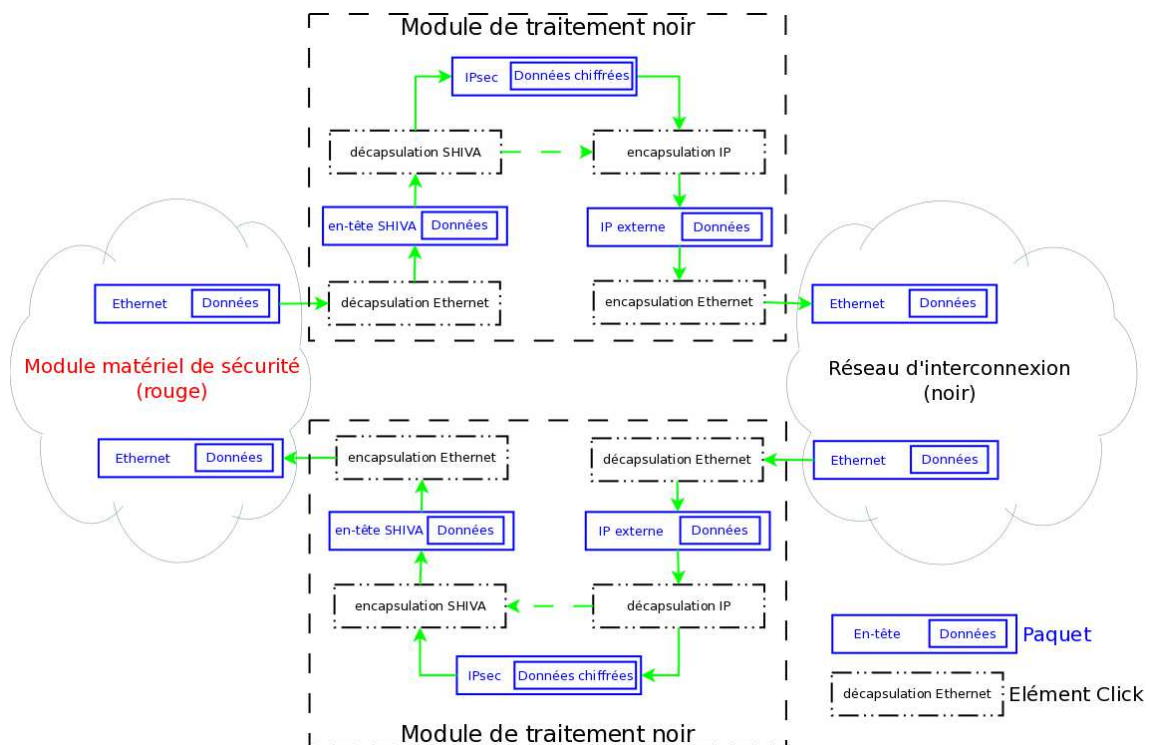 Module de traitement noir
IPsec Données chiffrées
décapsulation SHIVA
encapsulation IP
en-tête SHIVA Données
IP externe Données
Ethernet Données
décapsulation Ethernet
encapsulation Ethernet
Ethernet Données
Module matériel de sécurité
(rouge)
Réseau d'interconnexion
(noir)
Ethernet Données
encapsulation Ethernet
décapsulation Ethernet
Ethernet Données
en-tête SHIVA Données
IP externe Données
encapsulation SHIVA
décapsulation IP
IPsec Données chiffrées
Module de traitement noir
En-tête Données Paquet
décapsulation Ethernet Elément Click